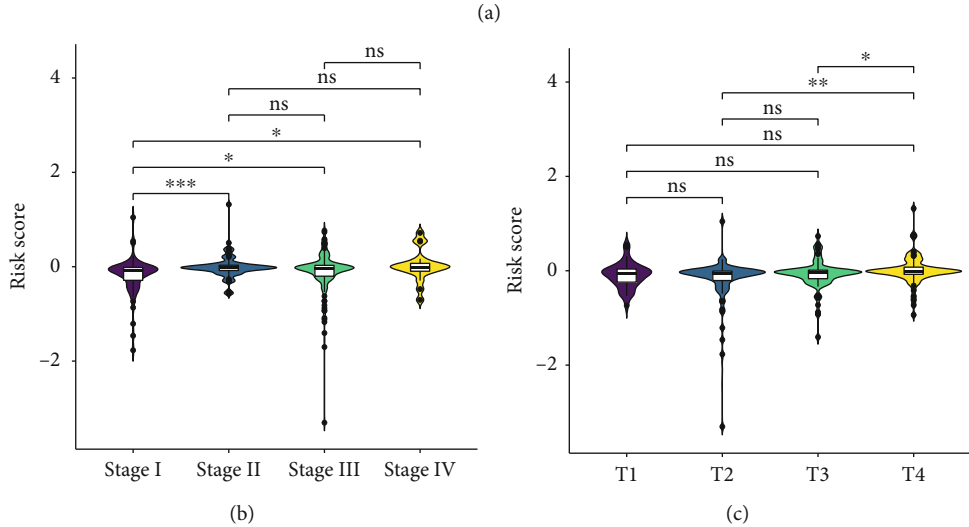 (a)
4
2
0
−2
Risk score
ns
ns
ns
*
*
***
Stage I
Stage II
Stage III
Stage IV
(b)
4
2
0
−2
Risk score
*
**
ns
ns
ns
ns
T1
T2
T3
T4
(c)